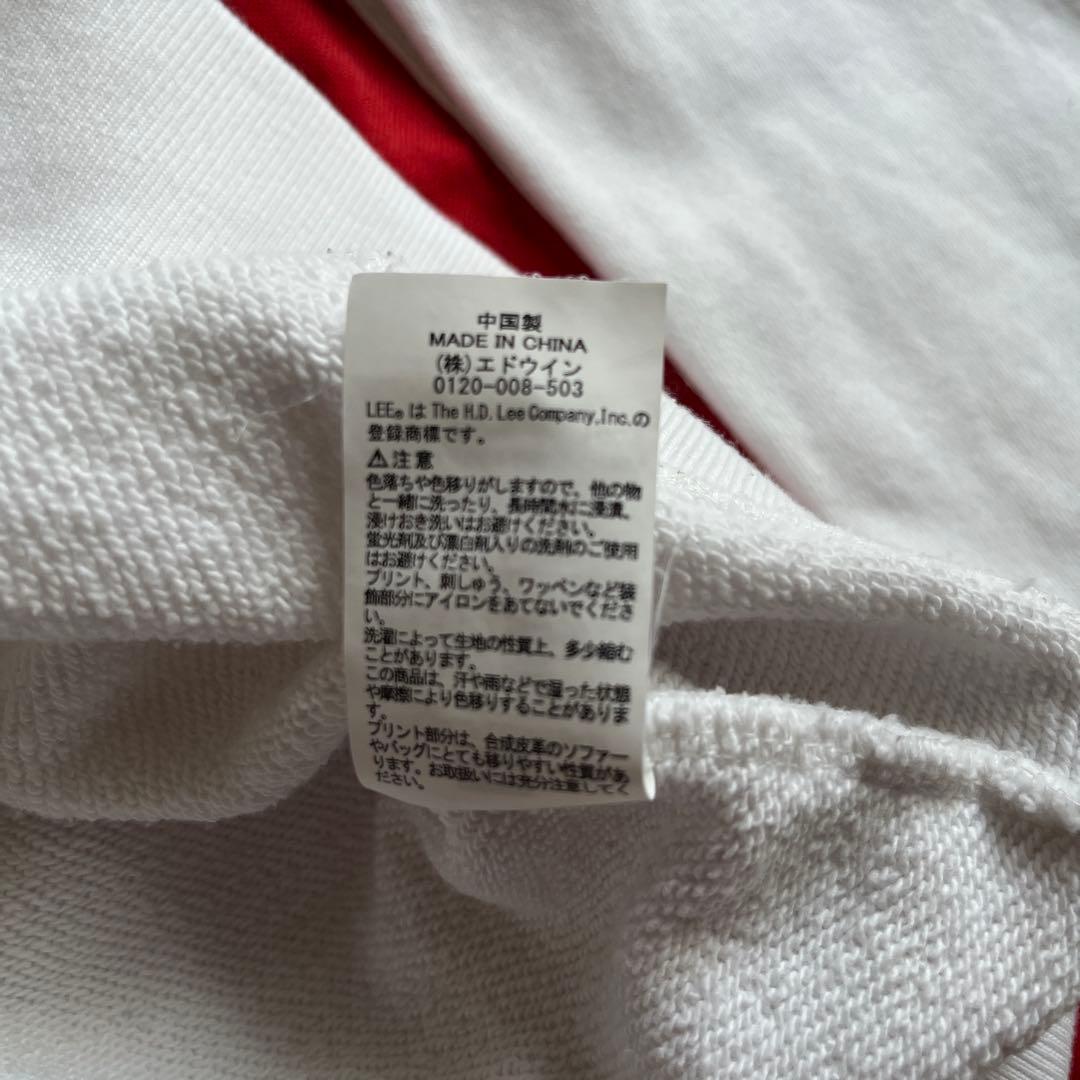 中国製
MADE IN CHINA
(株)エドウイン
0120-008-503
LEE®は The H.D. Lee Company, Inc.の
登録商標です。
⚠注意
色落ちや色移りがしますので、他の物
と一緒に洗ったり、長時間水に浸漬、
浸けおき洗いはお避けください。
蛍光剤及び漂白剤入りの洗剤のご使用
はお避けください。
プリント、刺しゅう、ワッペンなど装
飾部分にアイロンをあてないでくださ
い。
洗濯によって生地の性質上、多少縮む
ことがあります。
この商品は、汗や雨などで湿った状態
や摩擦により色移りすることがありま
す。
プリント部分は、合成皮革のソファー
やバッグにとても移りやすい性質があ
ります。お取扱いには充分注意してく
ださい。